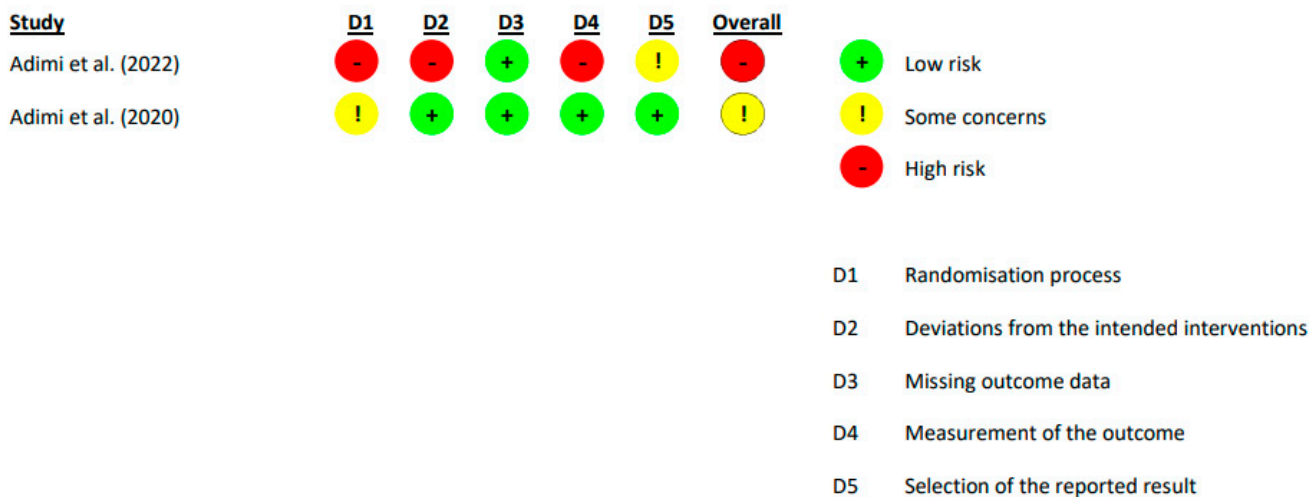 Study D1 D2 D3 D4 D5 Overall
Adimi et al. (2022) - - + - ! - + Low risk
Adimi et al. (2020) ! + + + + ! ! Some concerns
- High risk
D1 Randomisation process
D2 Deviations from the intended interventions
D3 Missing outcome data
D4 Measurement of the outcome
D5 Selection of the reported result